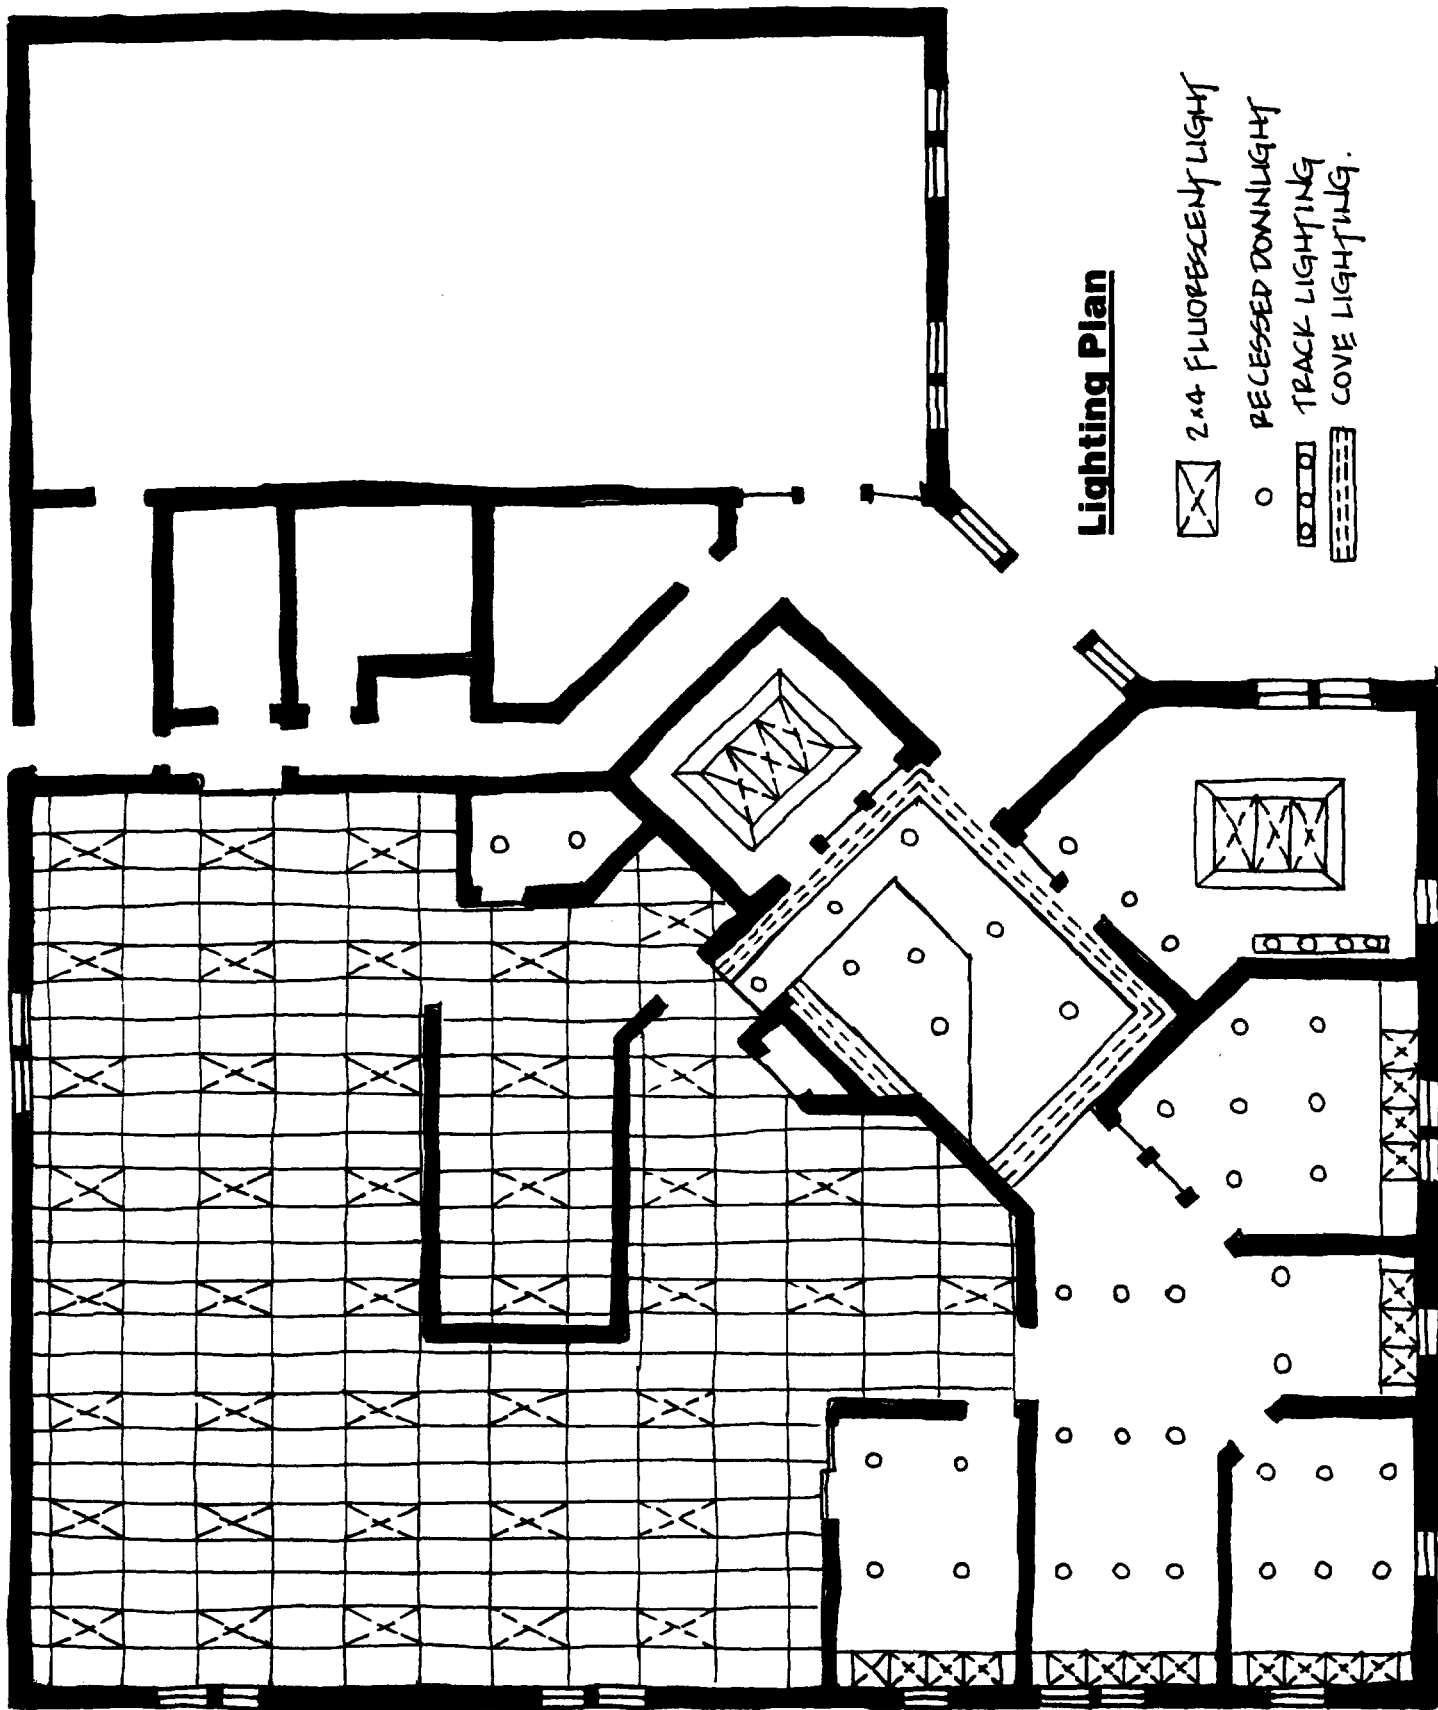 Lighting Plan
2x4 FLUORESCENT LIGHT
RECESSED DOWNLIGHT
TRACK LIGHTING
COVE LIGHTING.